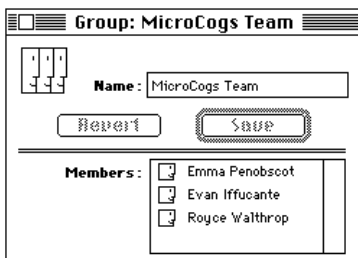 Group: MicroCogs Team
Name: MicroCogs Team
Revert Save
Members: Emma Penobscot
Evan Iffucante
Royce Walthrop